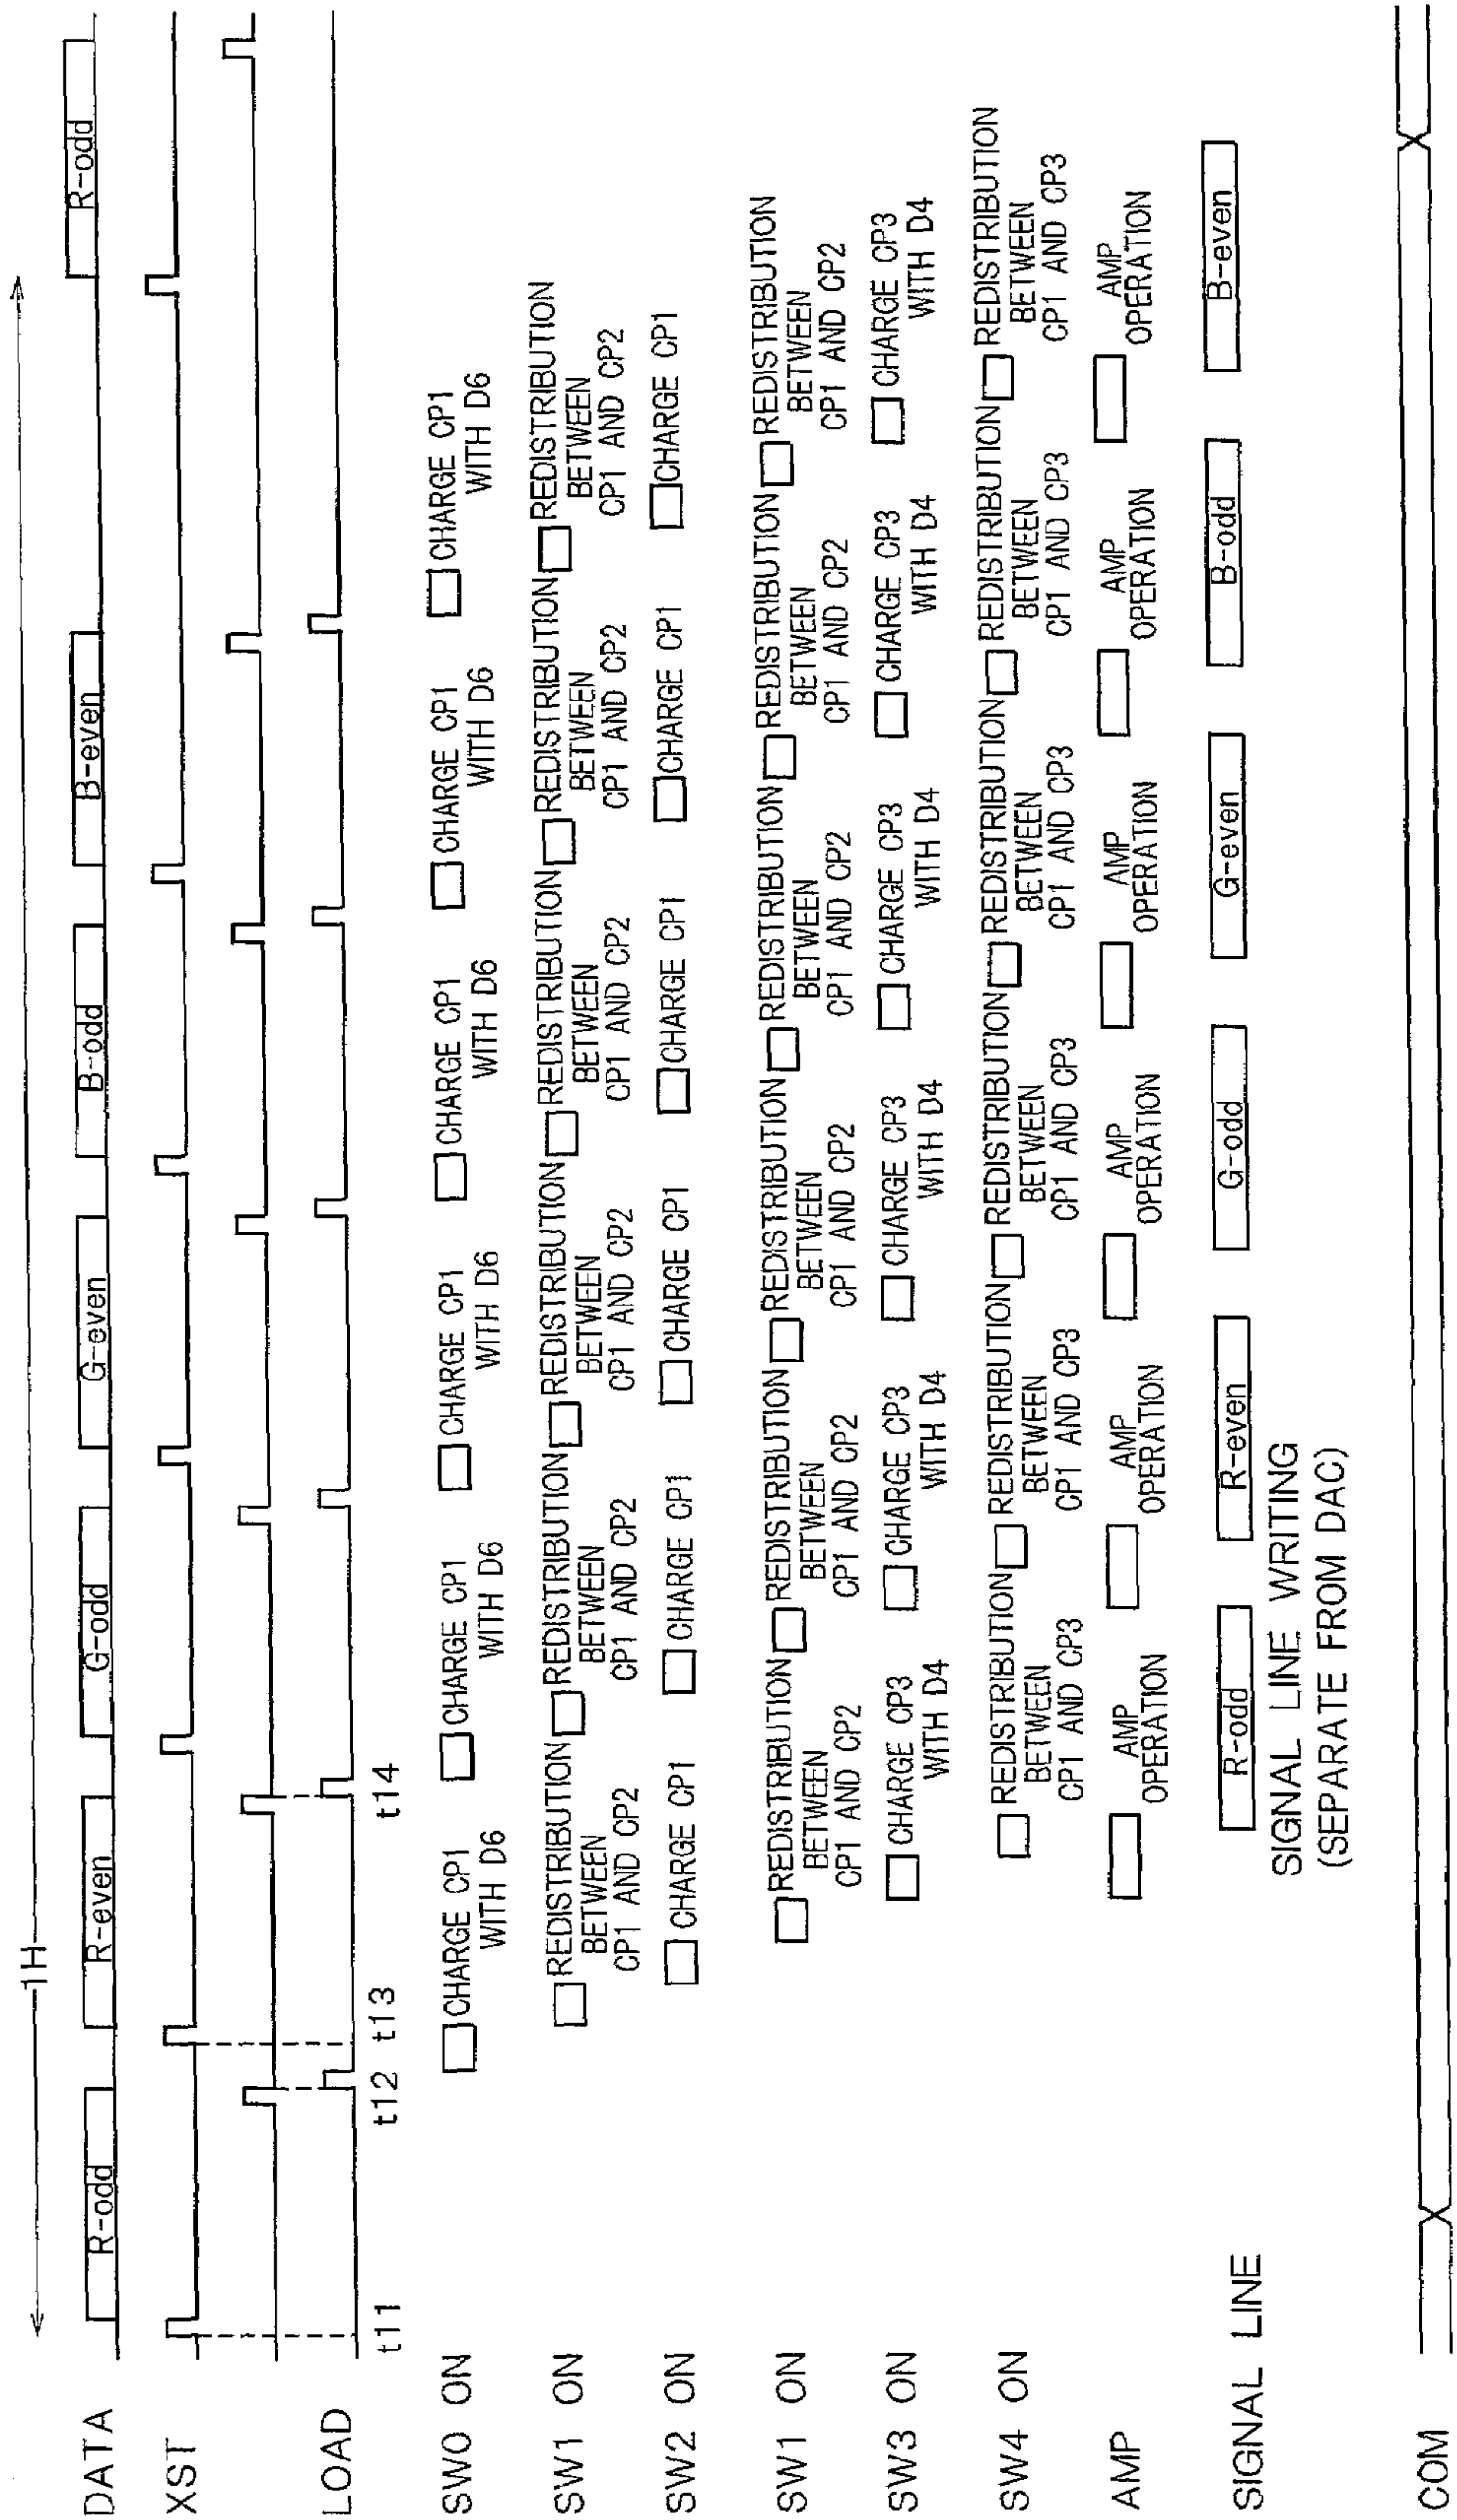 1H
DATA R-odd R-even G-odd G-even B-odd B-even R-odd
XST
LOAD
t11 t12 t13 t14
SW0 ON CHARGE CP1 CHARGE CP1 CHARGE CP1 CHARGE CP1 CHARGE CP1 CHARGE CP1
WITH D6 WITH D6 WITH D6 WITH D6 WITH D6 WITH D6
SW1 ON REDISTRIBUTION REDISTRIBUTION REDISTRIBUTION REDISTRIBUTION REDISTRIBUTION REDISTRIBUTION
BETWEEN BETWEEN BETWEEN BETWEEN BETWEEN BETWEEN
CP1 AND CP2 CP1 AND CP2 CP1 AND CP2 CP1 AND CP2 CP1 AND CP2 CP1 AND CP2
SW2 ON CHARGE CP1 CHARGE CP1 CHARGE CP1 CHARGE CP1 CHARGE CP1 CHARGE CP1
SW1 ON REDISTRIBUTION REDISTRIBUTION REDISTRIBUTION REDISTRIBUTION REDISTRIBUTION REDISTRIBUTION
BETWEEN BETWEEN BETWEEN BETWEEN BETWEEN BETWEEN
CP1 AND CP2 CP1 AND CP2 CP1 AND CP2 CP1 AND CP2 CP1 AND CP2 CP1 AND CP2
SW3 ON CHARGE CP3 CHARGE CP3 CHARGE CP3 CHARGE CP3 CHARGE CP3 CHARGE CP3
WITH D4 WITH D4 WITH D4 WITH D4 WITH D4 WITH D4
SW4 ON REDISTRIBUTION REDISTRIBUTION REDISTRIBUTION REDISTRIBUTION REDISTRIBUTION REDISTRIBUTION
BETWEEN BETWEEN BETWEEN BETWEEN BETWEEN BETWEEN
CP1 AND CP3 CP1 AND CP3 CP1 AND CP3 CP1 AND CP3 CP1 AND CP3 CP1 AND CP3
AMP AMP AMP AMP AMP AMP AMP
OPERATION OPERATION OPERATION OPERATION OPERATION OPERATION
SIGNAL LINE R-odd R-even G-odd G-even B-odd B-even
SIGNAL LINE WRITING
(SEPARATE FROM DAC)
COM